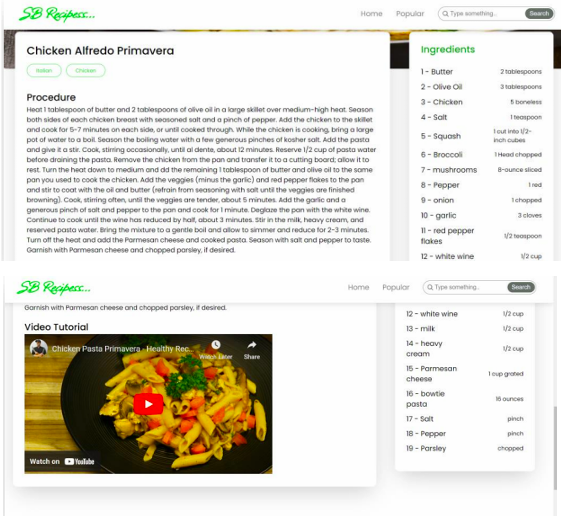 SB Recipess...
Home Popular Type something.. Search
Chicken Alfredo Primavera
Italian Chicken
Procedure
Heat 1 tablespoon of butter and 2 tablespoons of olive oil in a large skillet over medium-high heat. Season
both sides of each chicken breast with seasoned salt and a pinch of pepper. Add the chicken to the skillet
and cook for 5-7 minutes on each side, or until cooked through. While the chicken is cooking, bring a large
pot of water to a boil. Season the boiling water with a few generous pinches of kosher salt. Add the pasta
and give it a stir. Cook, stirring occasionally, until al dente, about 12 minutes. Reserve 1/2 cup of pasta water
before draining the pasta. Remove the chicken from the pan and transfer it to a cutting board; allow it to
rest. Turn the heat down to medium and dd the remaining 1 tablespoon of butter and olive oil to the same
pan you used to cook the chicken. Add the veggies (minus the garlic) and red pepper flakes to the pan
and stir to coat with the oil and butter (refrain from seasoning with salt until the veggies are finished
browning). Cook, stirring often, until the veggies are tender, about 5 minutes. Add the garlic and a
generous pinch of salt and pepper to the pan and cook for 1 minute. Deglaze the pan with the white wine.
Continue to cook until the wine has reduced by half, about 3 minutes. Stir in the milk, heavy cream, and
reserved pasta water. Bring the mixture to a gentle boil and allow to simmer and reduce for 2-3 minutes.
Turn off the heat and add the Parmesan cheese and cooked pasta. Season with salt and pepper to taste.
Garnish with Parmesan cheese and chopped parsley, if desired.
Ingredients
1 - Butter 2 tablespoons
2 - Olive Oil 3 tablespoons
3 - Chicken 5 boneless
4 - Salt 1 teaspoon
5 - Squash 1 cut into 1/2-
inch cubes
6 - Broccoli 1 Head chopped
7 - mushrooms 8-ounce sliced
8 - Pepper 1 red
9 - onion 1 chopped
10 - garlic 3 cloves
11 - red pepper
flakes 1/2 teaspoon
12 - white wine 1/2 cup
SB Recipess...
Home Popular Type something.. Search
Garnish with Parmesan cheese and chopped parsley, if desired.
Video Tutorial
Chicken Pasta Primavera - Healthy Rec...
Watch Later Share
Watch on YouTube
12 - white wine 1/2 cup
13 - milk 1/2 cup
14 - heavy
cream 1/2 cup
15 - Parmesan
cheese 1 cup grated
16 - bowtie
pasta 16 ounces
17 - Salt pinch
18 - Pepper pinch
19 - Parsley chopped